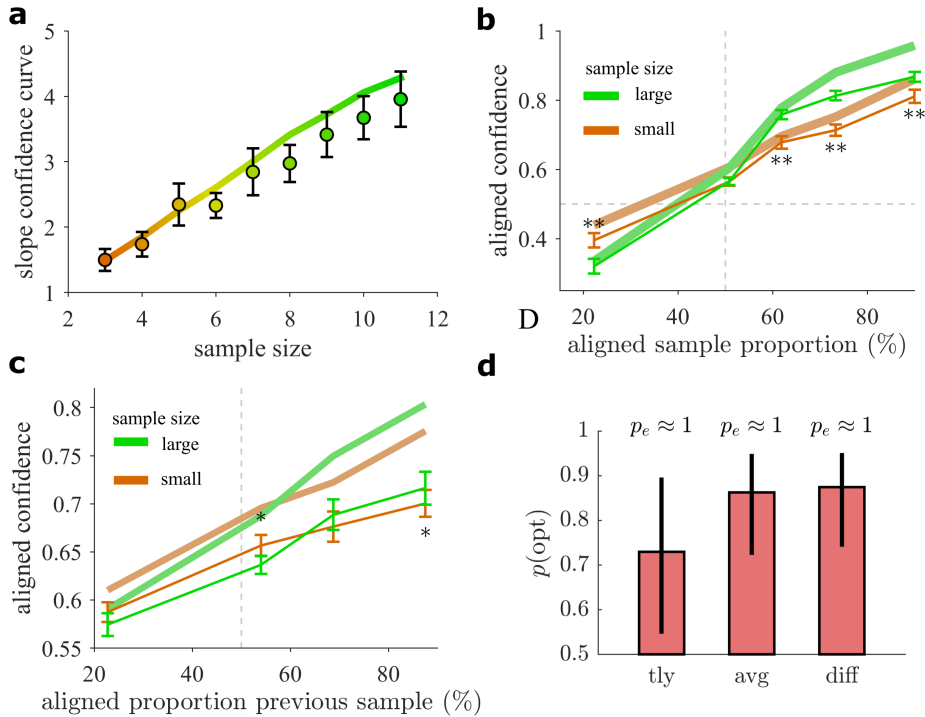 a
slope confidence curve
5
4
3
2
1
2
4
6
8
10
12
sample size
b
aligned confidence
1
0.8
0.6
0.4
sample size
large
small
**
**
**
**
20
40
60
80
D
aligned sample proportion (%)
c
aligned confidence
0.8
0.75
0.7
0.65
0.6
0.55
sample size
large
small
*
*
20
40
60
80
aligned proportion previous sample (%)
d
p(opt)
1
0.9
0.8
0.7
0.6
0.5
pₑ ≈ 1 pₑ ≈ 1 pₑ ≈ 1
tly avg diff